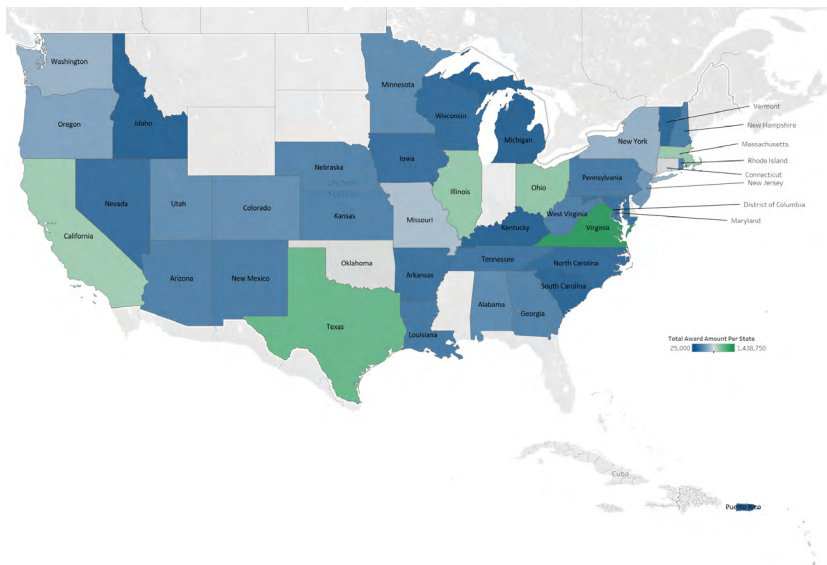 Washington
Minnesota
Vermont
Oregon
Idaho
Wisconsin
New Hampshire
Michigan
New York
Massachusetts
Iowa
Rhode Island
Nebraska
Connecticut
Pennsylvania
New Jersey
Nevada
Utah
Colorado
Illinois
Ohio
UNITED
STATES
District of Columbia
Kansas
Missouri
West Virginia
Maryland
California
Kentucky
Virginia
Oklahoma
Tennessee
North Carolina
Arizona
New Mexico
Arkansas
South Carolina
Alabama
Georgia
Texas
Louisiana
Total Award Amount Per State
25,000 1,438,750
Cuba
Puerto Rico